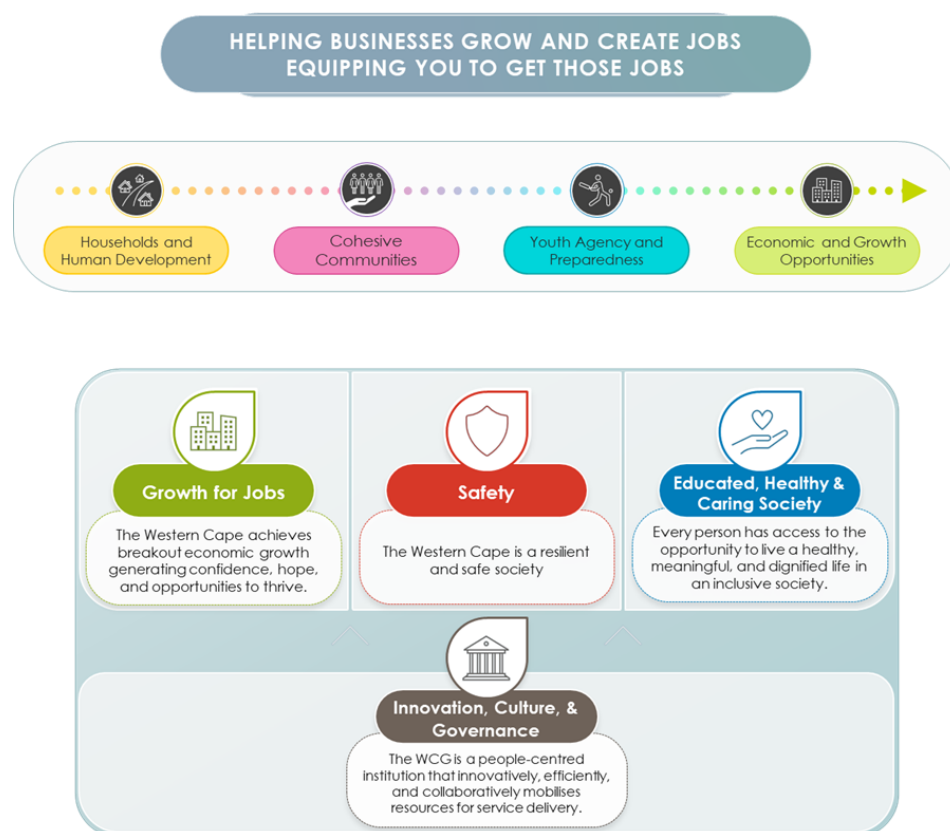 HELPING BUSINESSES GROW AND CREATE JOBS
EQUIPPING YOU TO GET THOSE JOBS
Households and
Human Development
Cohesive
Communities
Youth Agency and
Preparedness
Economic and Growth
Opportunities
Growth for Jobs
The Western Cape achieves
breakout economic growth
generating confidence, hope,
and opportunities to thrive.
Safety
The Western Cape is a resilient
and safe society
Educated, Healthy &
Caring Society
Every person has access to the
opportunity to live a healthy,
meaningful, and dignified life in
an inclusive society.
Innovation, Culture, &
Governance
The WCG is a people-centred
institution that innovatively, efficiently,
and collaboratively mobilises
resources for service delivery.